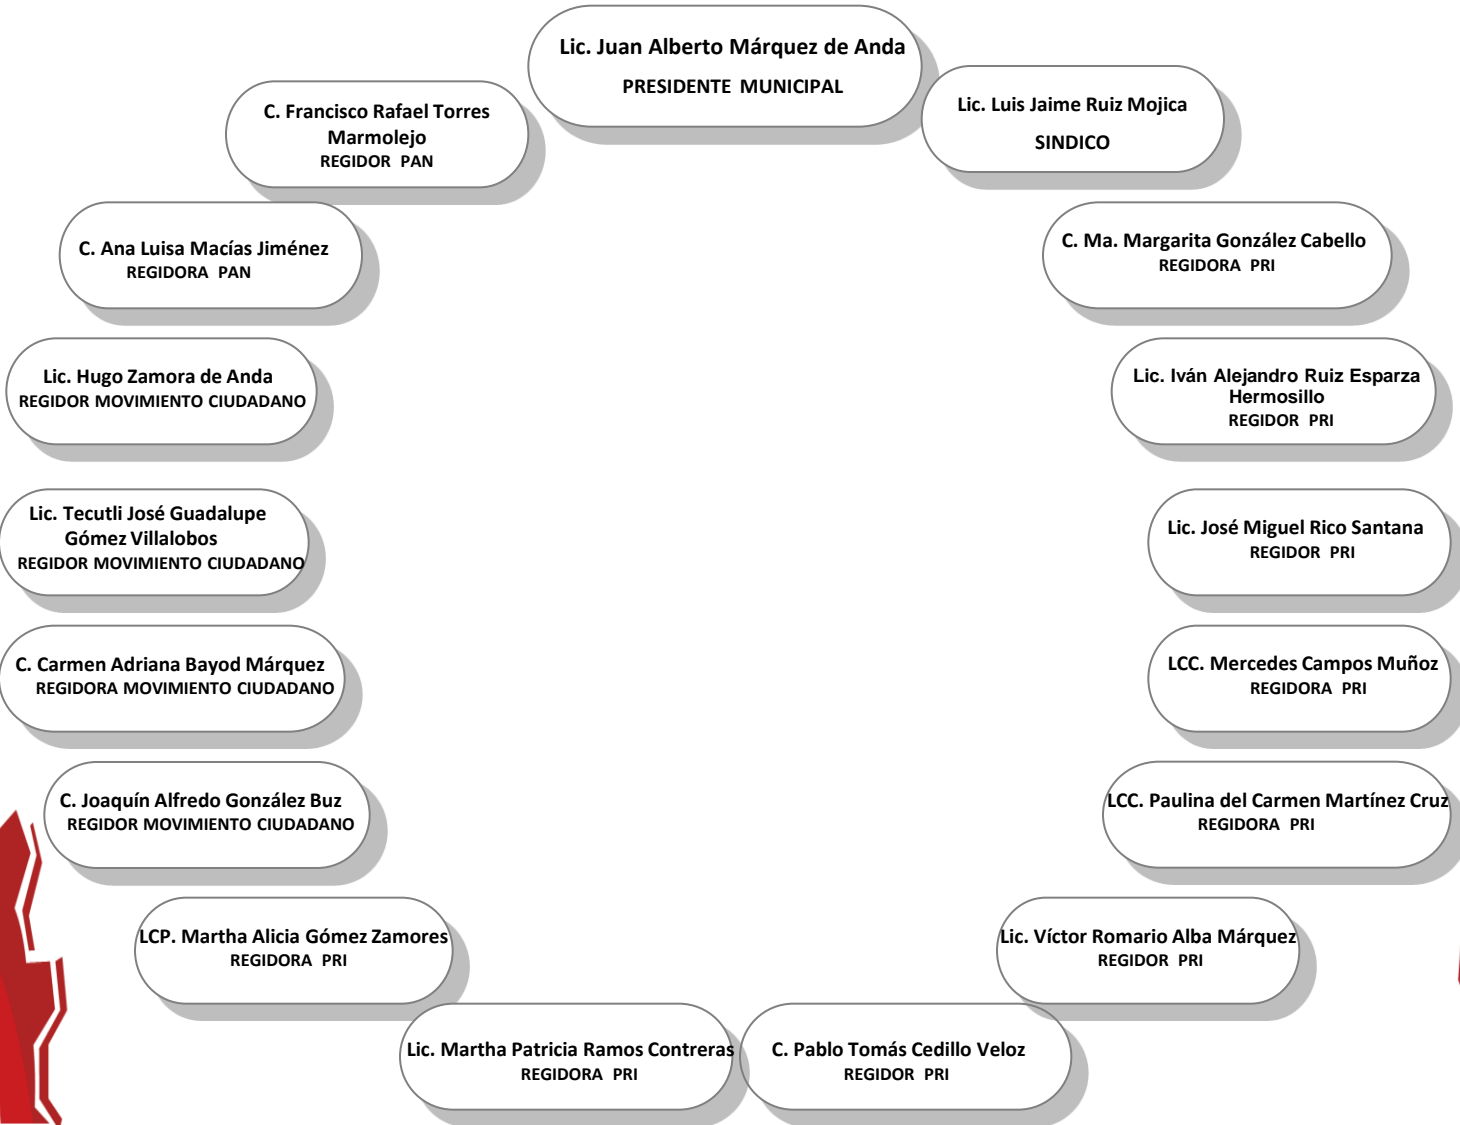 Lic. Juan Alberto Márquez de Anda
PRESIDENTE MUNICIPAL
Lic. Luis Jaime Ruiz Mojica
SINDICO
C. Francisco Rafael Torres
Marmolejo
REGIDOR PAN
C. Ana Luisa Macías Jiménez
REGIDORA PAN
C. Ma. Margarita González Cabello
REGIDORA PRI
Lic. Hugo Zamora de Anda
REGIDOR MOVIMIENTO CIUDADANO
Lic. Iván Alejandro Ruiz Esparza
Hermosillo
REGIDOR PRI
Lic. Tecutli José Guadalupe
Gómez Villalobos
REGIDOR MOVIMIENTO CIUDADANO
Lic. José Miguel Rico Santana
REGIDOR PRI
C. Carmen Adriana Bayod Márquez
REGIDORA MOVIMIENTO CIUDADANO
LCC. Mercedes Campos Muñoz
REGIDORA PRI
C. Joaquín Alfredo González Buz
REGIDOR MOVIMIENTO CIUDADANO
LCC. Paulina del Carmen Martínez Cruz
REGIDORA PRI
LCP. Martha Alicia Gómez Zamores
REGIDORA PRI
Lic. Víctor Romario Alba Márquez
REGIDOR PRI
Lic. Martha Patricia Ramos Contreras
REGIDORA PRI
C. Pablo Tomás Cedillo Veloz
REGIDOR PRI